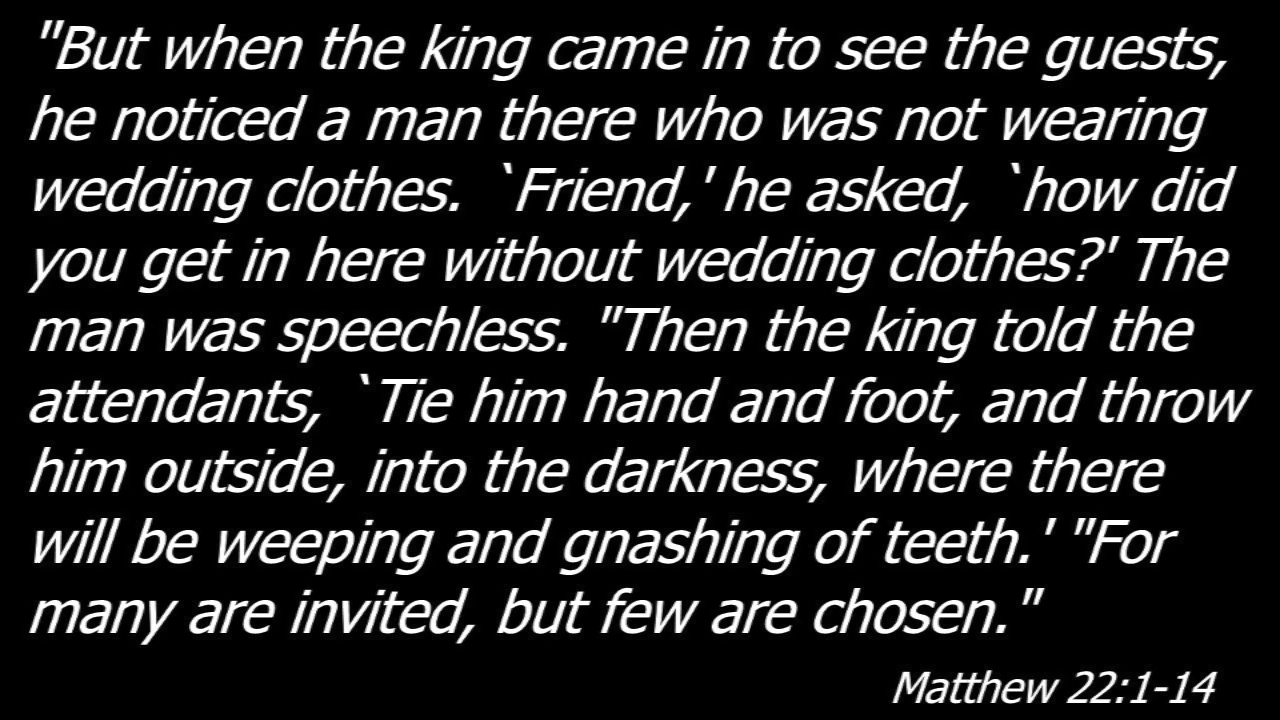 "But when the king came in to see the guests,
he noticed a man there who was not wearing
wedding clothes. `Friend,' he asked, `how did
you get in here without wedding clothes?' The
man was speechless. "Then the king told the
attendants, `Tie him hand and foot, and throw
him outside, into the darkness, where there
will be weeping and gnashing of teeth.' "For
many are invited, but few are chosen."
Matthew 22:1-14